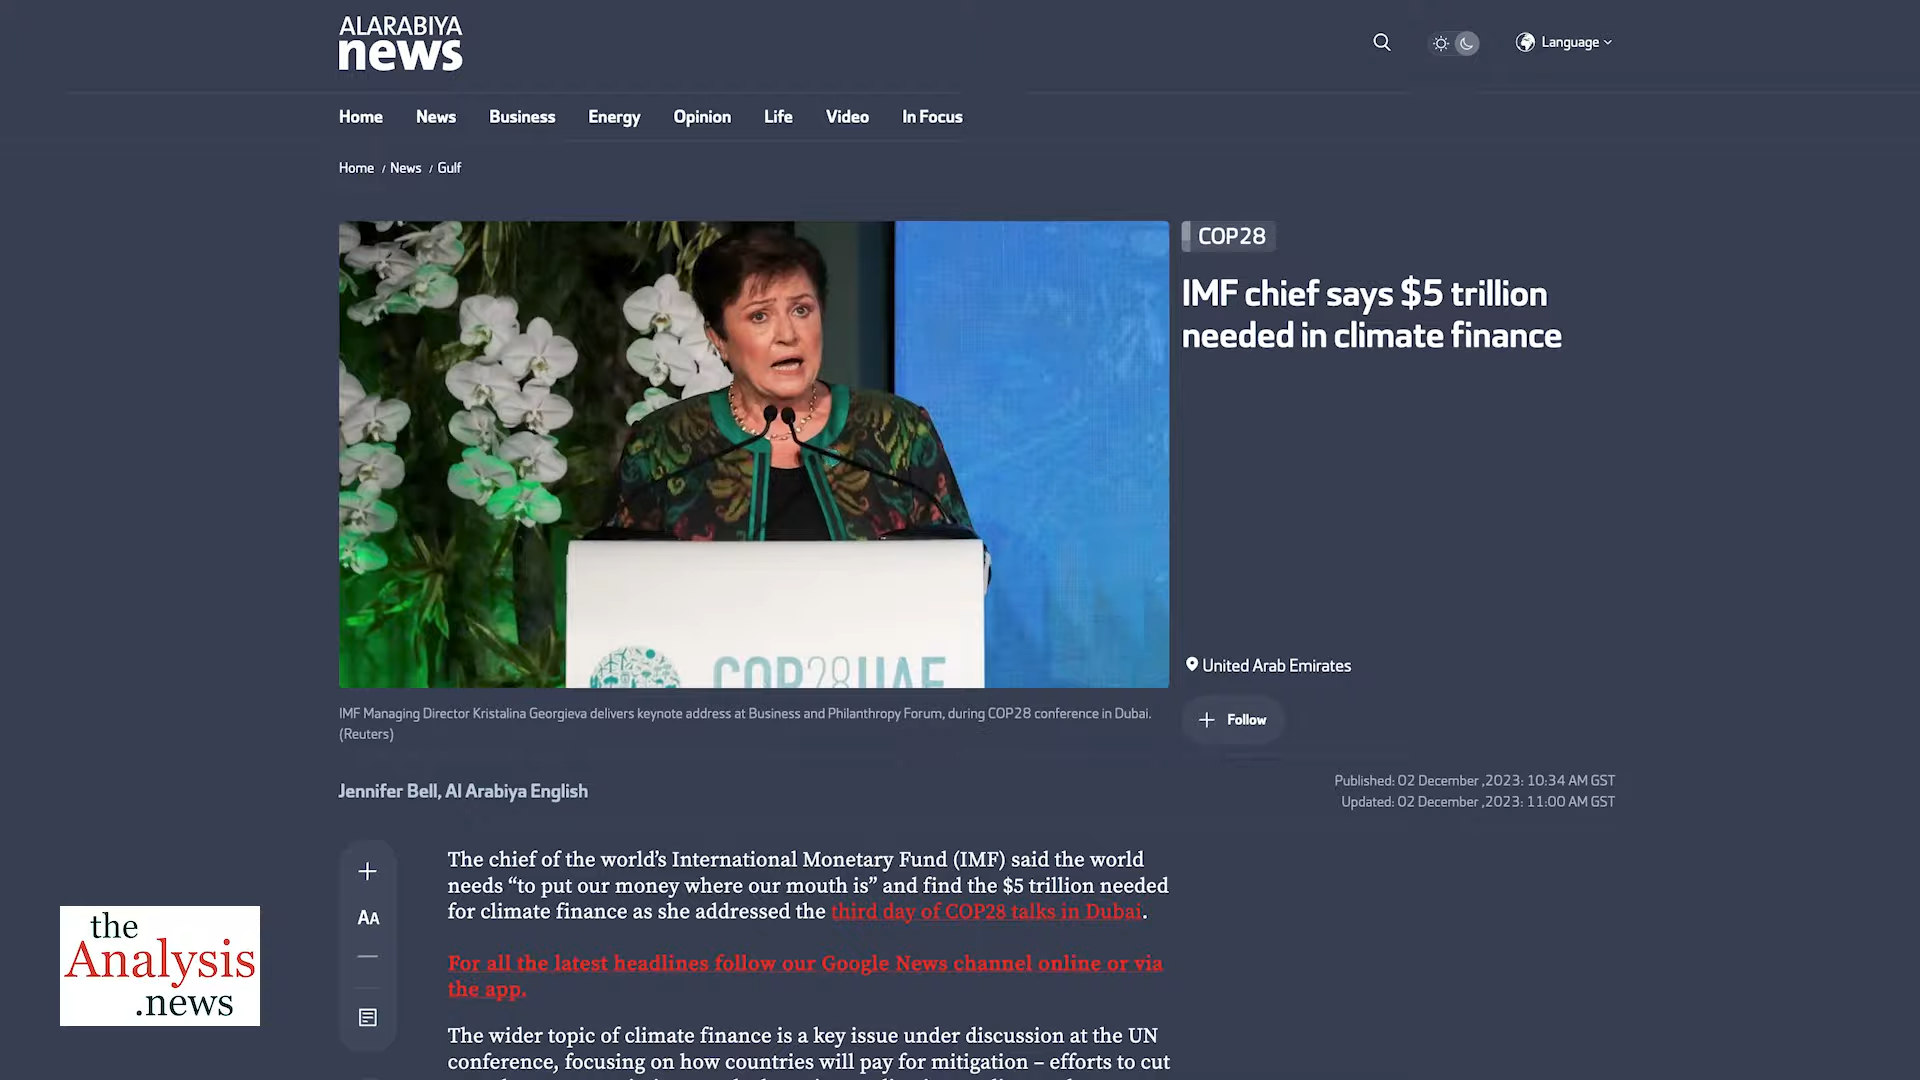 ALARABIYA
news
Language
Home News Business Energy Opinion Life Video In Focus
Home / News / Gulf
COP28
IMF chief says $5 trillion
needed in climate finance
COP28UAE
United Arab Emirates
+ Follow
IMF Managing Director Kristalina Georgieva delivers keynote address at Business and Philanthropy Forum, during COP28 conference in Dubai.
(Reuters)
Jennifer Bell, Al Arabiya English
Published: 02 December ,2023: 10:34 AM GST
Updated: 02 December ,2023: 11:00 AM GST
AA
The chief of the world’s International Monetary Fund (IMF) said the world
needs “to put our money where our mouth is” and find the $5 trillion needed
for climate finance as she addressed the third day of COP28 talks in Dubai.
For all the latest headlines follow our Google News channel online or via
the app.
The wider topic of climate finance is a key issue under discussion at the UN
conference, focusing on how countries will pay for mitigation – efforts to cut
the
Analysis
.news